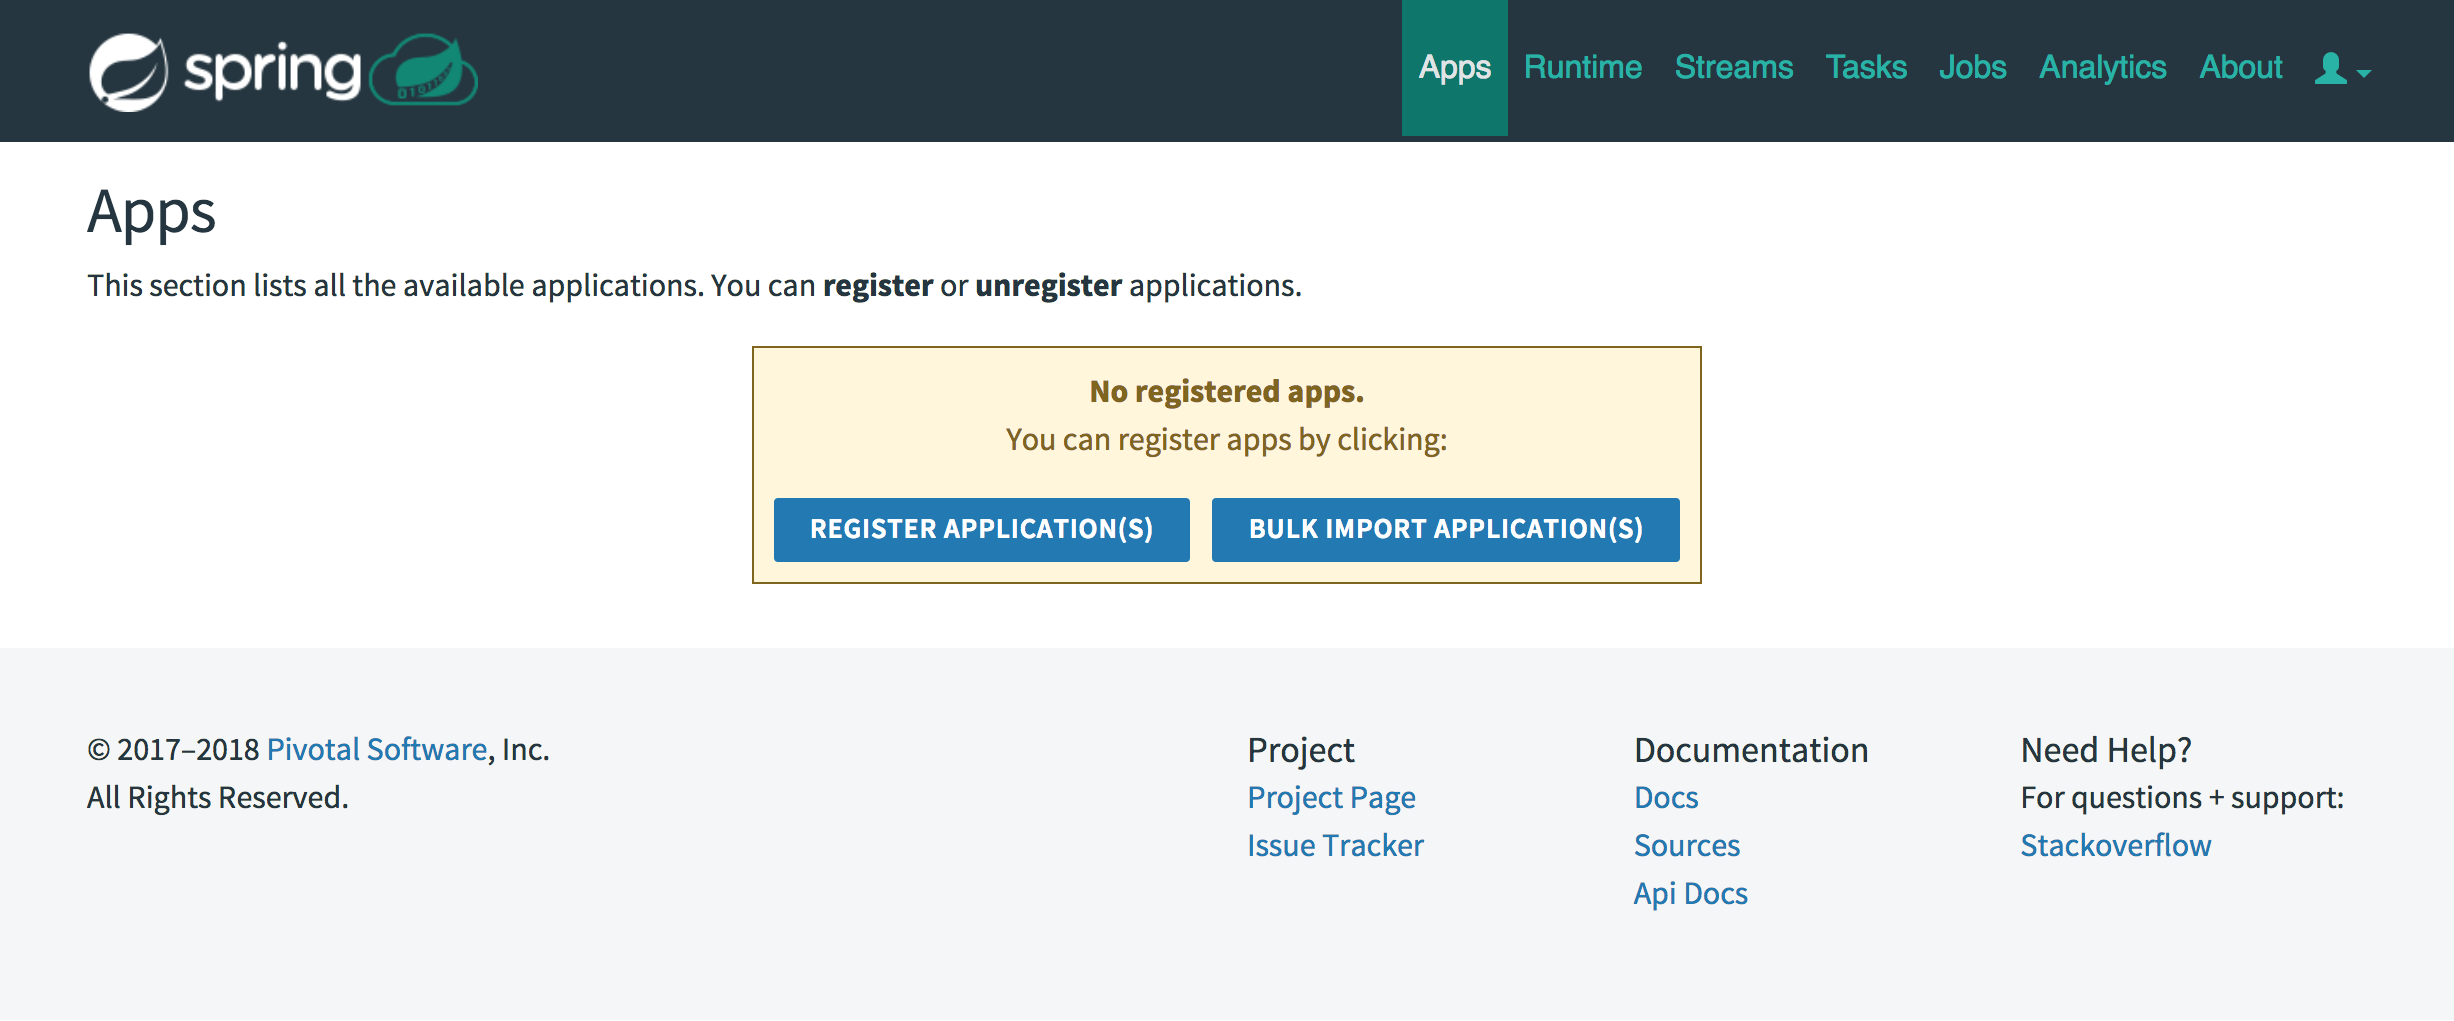 spring
Apps Runtime Streams Tasks Jobs Analytics About
Apps
This section lists all the available applications. You can register or unregister applications.
No registered apps.
You can register apps by clicking:
REGISTER APPLICATION(S) BULK IMPORT APPLICATION(S)
© 2017–2018 Pivotal Software, Inc.
All Rights Reserved.
Project
Project Page
Issue Tracker
Documentation
Docs
Sources
Api Docs
Need Help?
For questions + support:
Stackoverflow